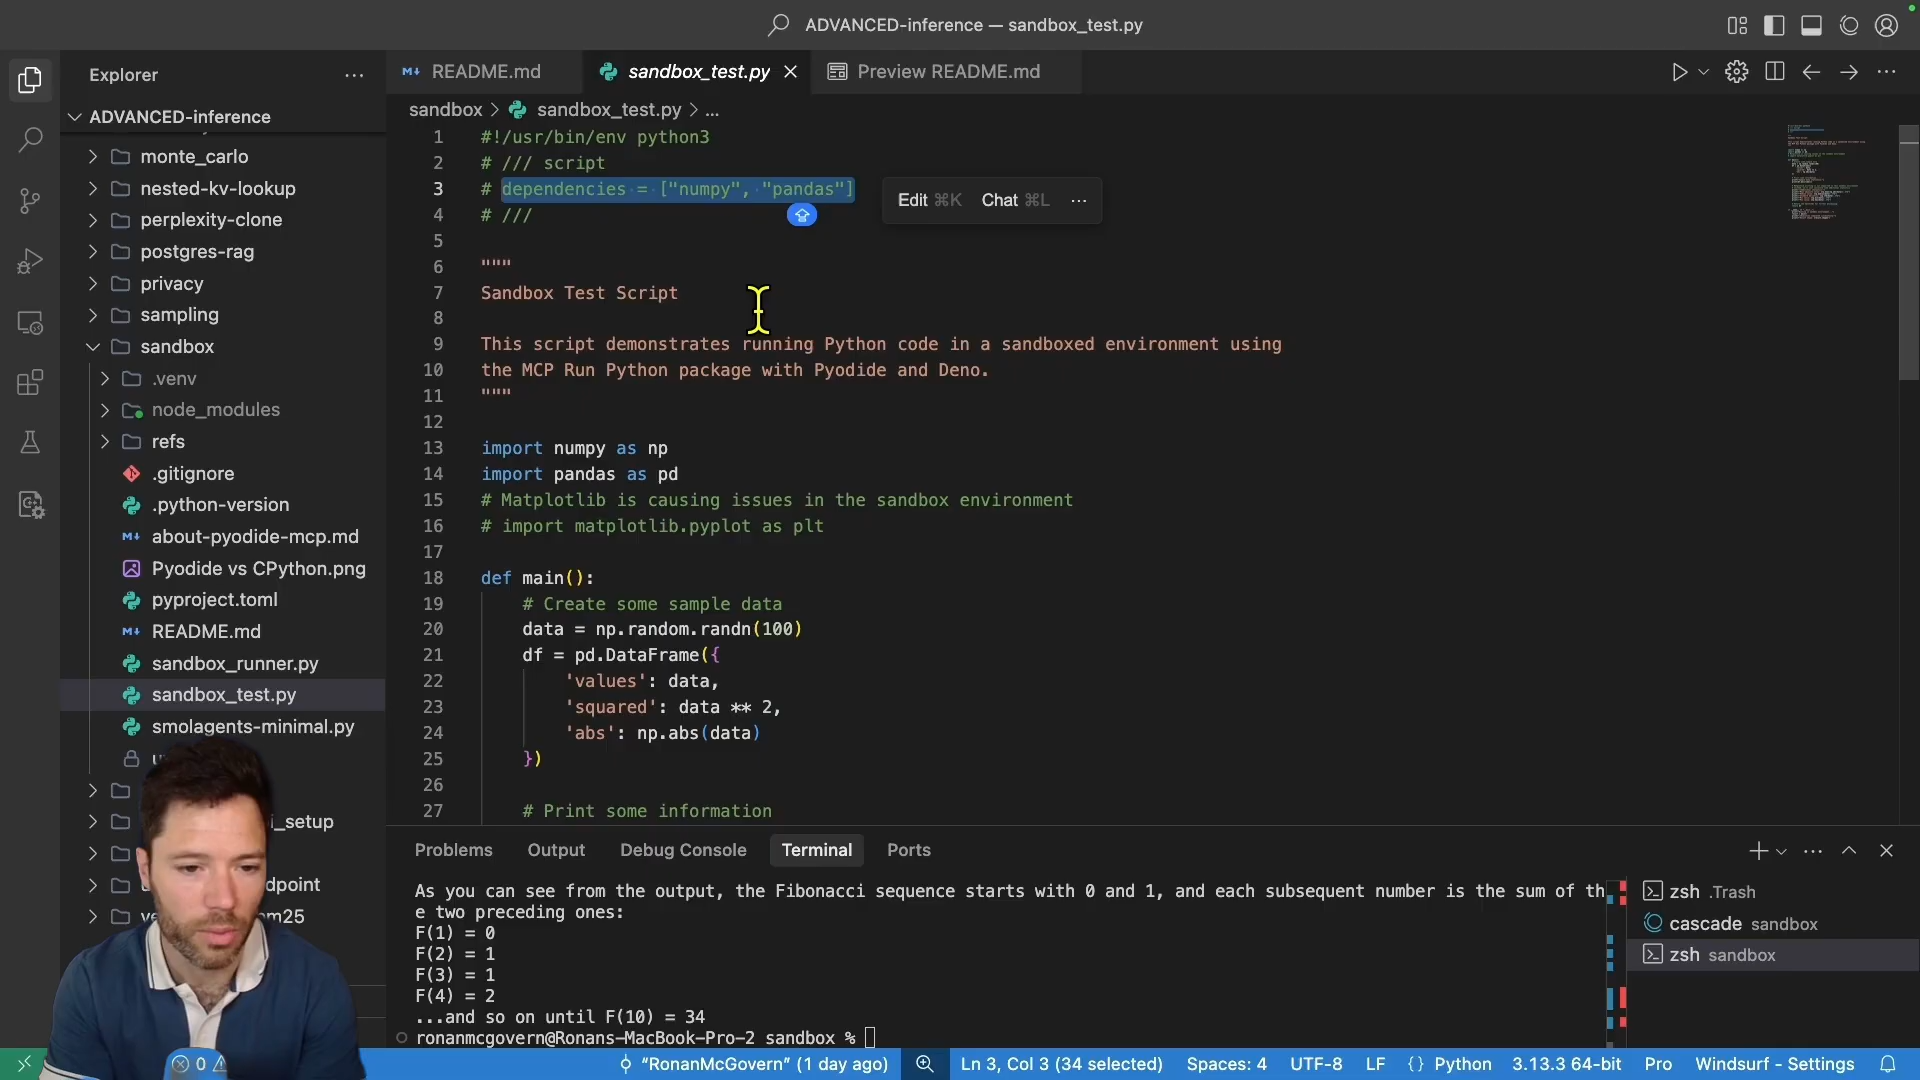 ADVANCED-inference — sandbox_test.py
Explorer
ADVANCED-inference
monte_carlo
nested-kv-lookup
perplexity-clone
postgres-rag
privacy
sampling
sandbox
.venv
node_modules
refs
.gitignore
.python-version
about-pyodide-mcp.md
Pyodide vs CPython.png
pyproject.toml
README.md
sandbox_runner.py
sandbox_test.py
smolagents-minimal.py
i_setup
dpoint
m25
README.md
sandbox_test.py
Preview README.md
sandbox > sandbox_test.py > ...
1 #!/usr/bin/env python3
2 # /// script
3 # dependencies = ["numpy", "pandas"]
4 # ///
5
6 """
7 Sandbox Test Script
8
9 This script demonstrates running Python code in a sandboxed environment using
10 the MCP Run Python package with Pyodide and Deno.
11 """
12
13 import numpy as np
14 import pandas as pd
15 # Matplotlib is causing issues in the sandbox environment
16 # import matplotlib.pyplot as plt
17
18 def main():
19 # Create some sample data
20 data = np.random.randn(100)
21 df = pd.DataFrame({
22 'values': data,
23 'squared': data ** 2,
24 'abs': np.abs(data)
25 })
26
27 # Print some information
Edit ⌘K Chat ⌘L ...
Problems Output Debug Console Terminal Ports
As you can see from the output, the Fibonacci sequence starts with 0 and 1, and each subsequent number is the sum of th
e two preceding ones:
F(1) = 0
F(2) = 1
F(3) = 1
F(4) = 2
...and so on until F(10) = 34
ronanmcgovern@Ronans-MacBook-Pro-2 sandbox %
zsh .Trash
cascade sandbox
zsh sandbox
0 "RonanMcGovern" (1 day ago) Ln 3, Col 3 (34 selected) Spaces: 4 UTF-8 LF {} Python 3.13.3 64-bit Pro Windsurf - Settings